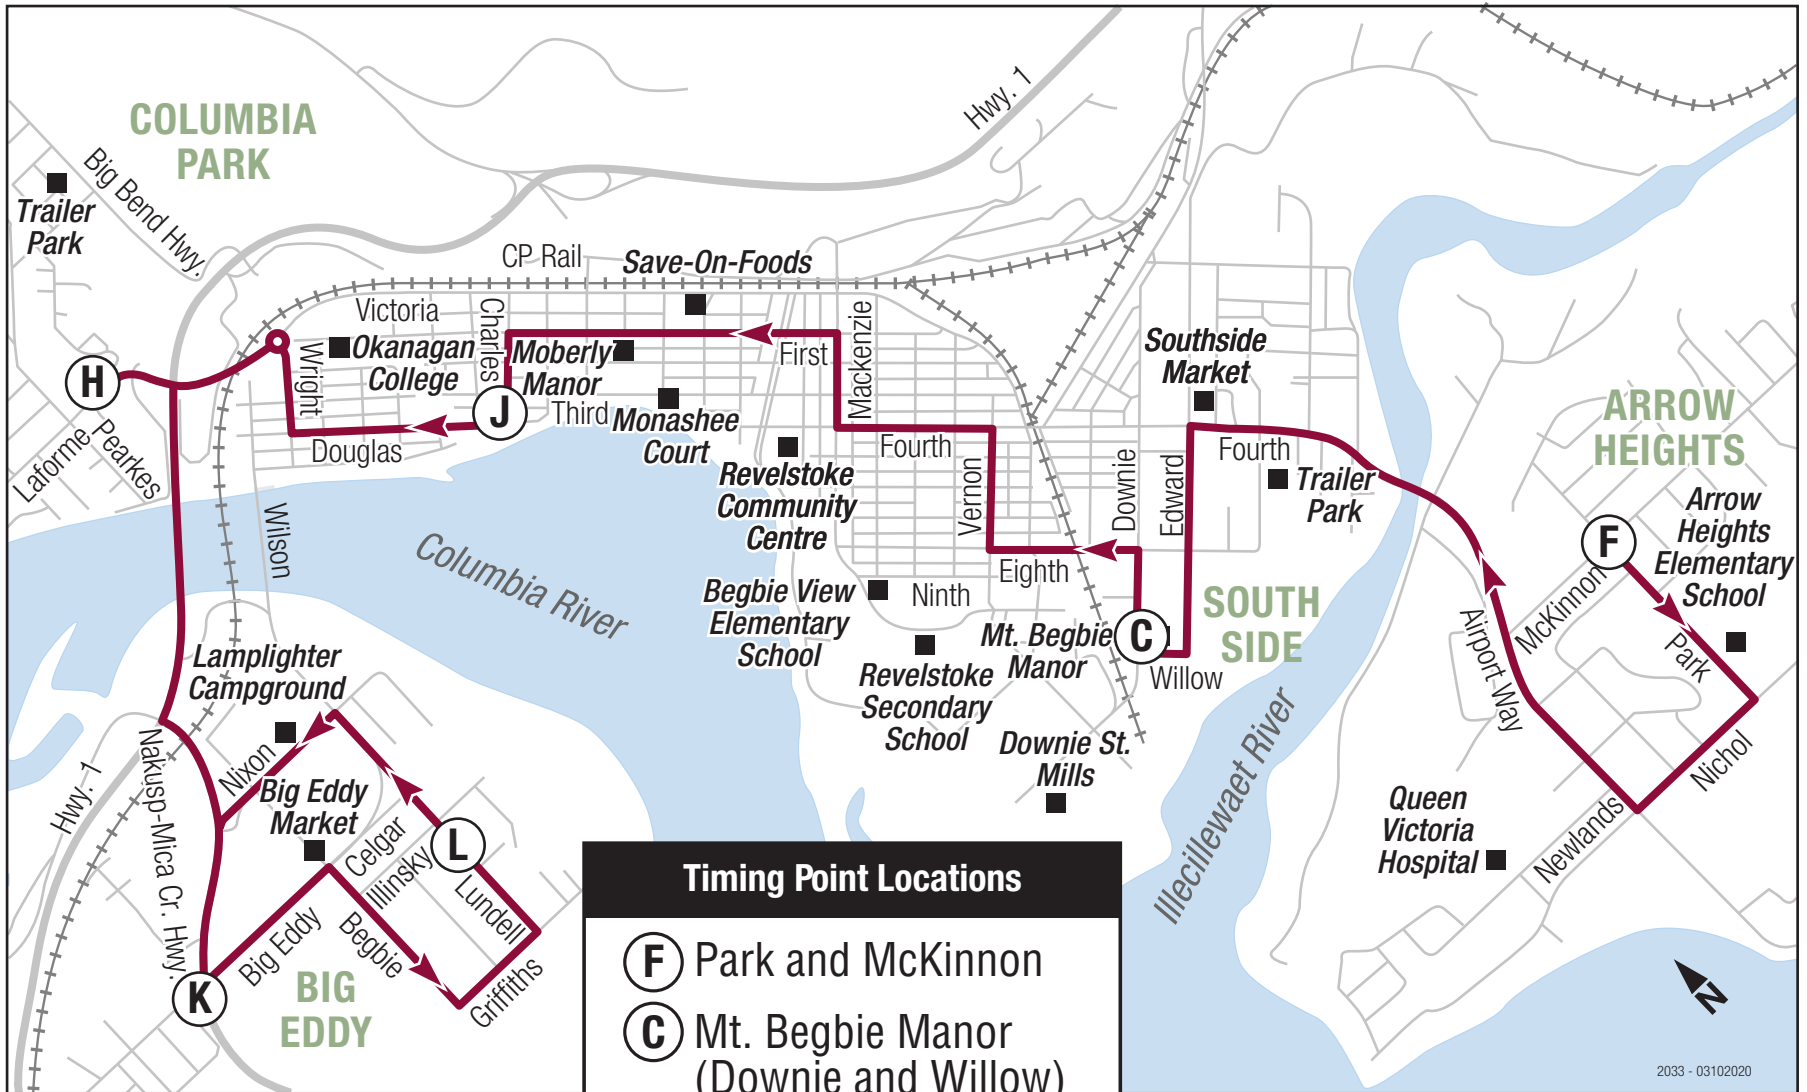 COLUMBIA
PARK
Hwy. 1
Big Bend Hwy.
Trailer
Park
CP Rail
Save-On-Foods
Victoria
Charles
Okanagan
College
Wright
Moberly
Manor
First
Mackenzie
Southside
Market
H
J
Third
Monashee
Court
Fourth
Fourth
ARROW
HEIGHTS
Laforme
Pearkes
Douglas
Revelstoke
Community
Centre
Vernon
Downie
Edward
Trailer
Park
Arrow
Heights
Elementary
School
F
Wilson
Columbia River
Eighth
McKinnon
Begbie View
Elementary
School
Ninth
Mt. Begbie
Manor
C
SOUTH
SIDE
Willow
Airport Way
Park
Lamplighter
Campground
Revelstoke
Secondary
School
Downie St.
Mills
Illecillewaet River
Nichol
Hwy. 1
Nakusp-Mica Cr. Hwy.
Nixon
Big Eddy
Market
Celgar
Illinsky
L
Lundell
Queen
Victoria
Hospital
Newlands
K
Big Eddy
Begbie
Griffiths
BIG
EDDY
Timing Point Locations
F Park and McKinnon
C Mt. Begbie Manor
(Downie and Willow)
N
2033 - 03102020